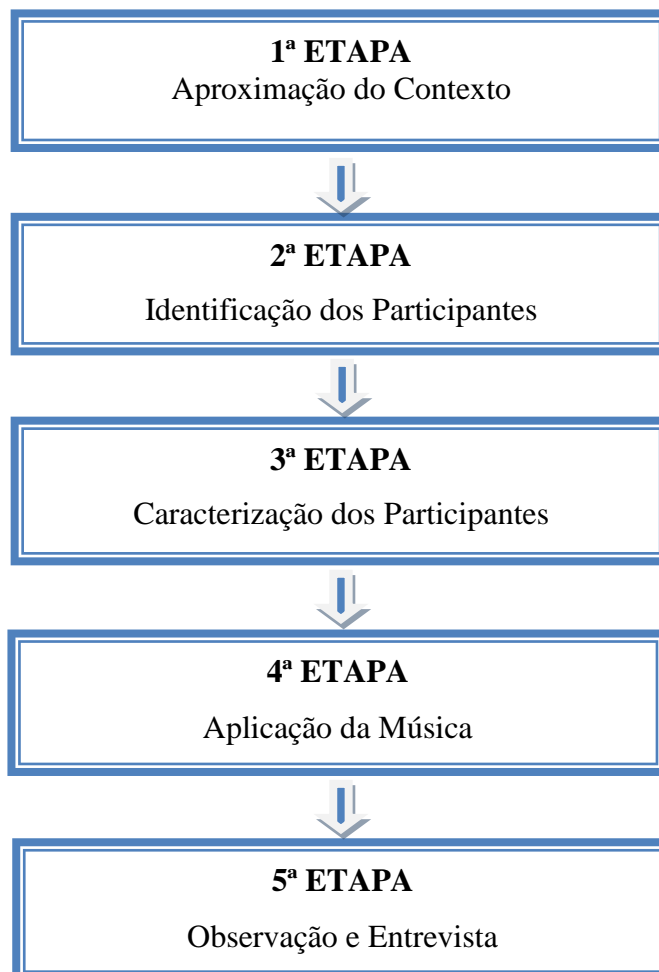 1ª ETAPA
Aproximação do Contexto
2ª ETAPA
Identificação dos Participantes
3ª ETAPA
Caracterização dos Participantes
4ª ETAPA
Aplicação da Música
5ª ETAPA
Observação e Entrevista